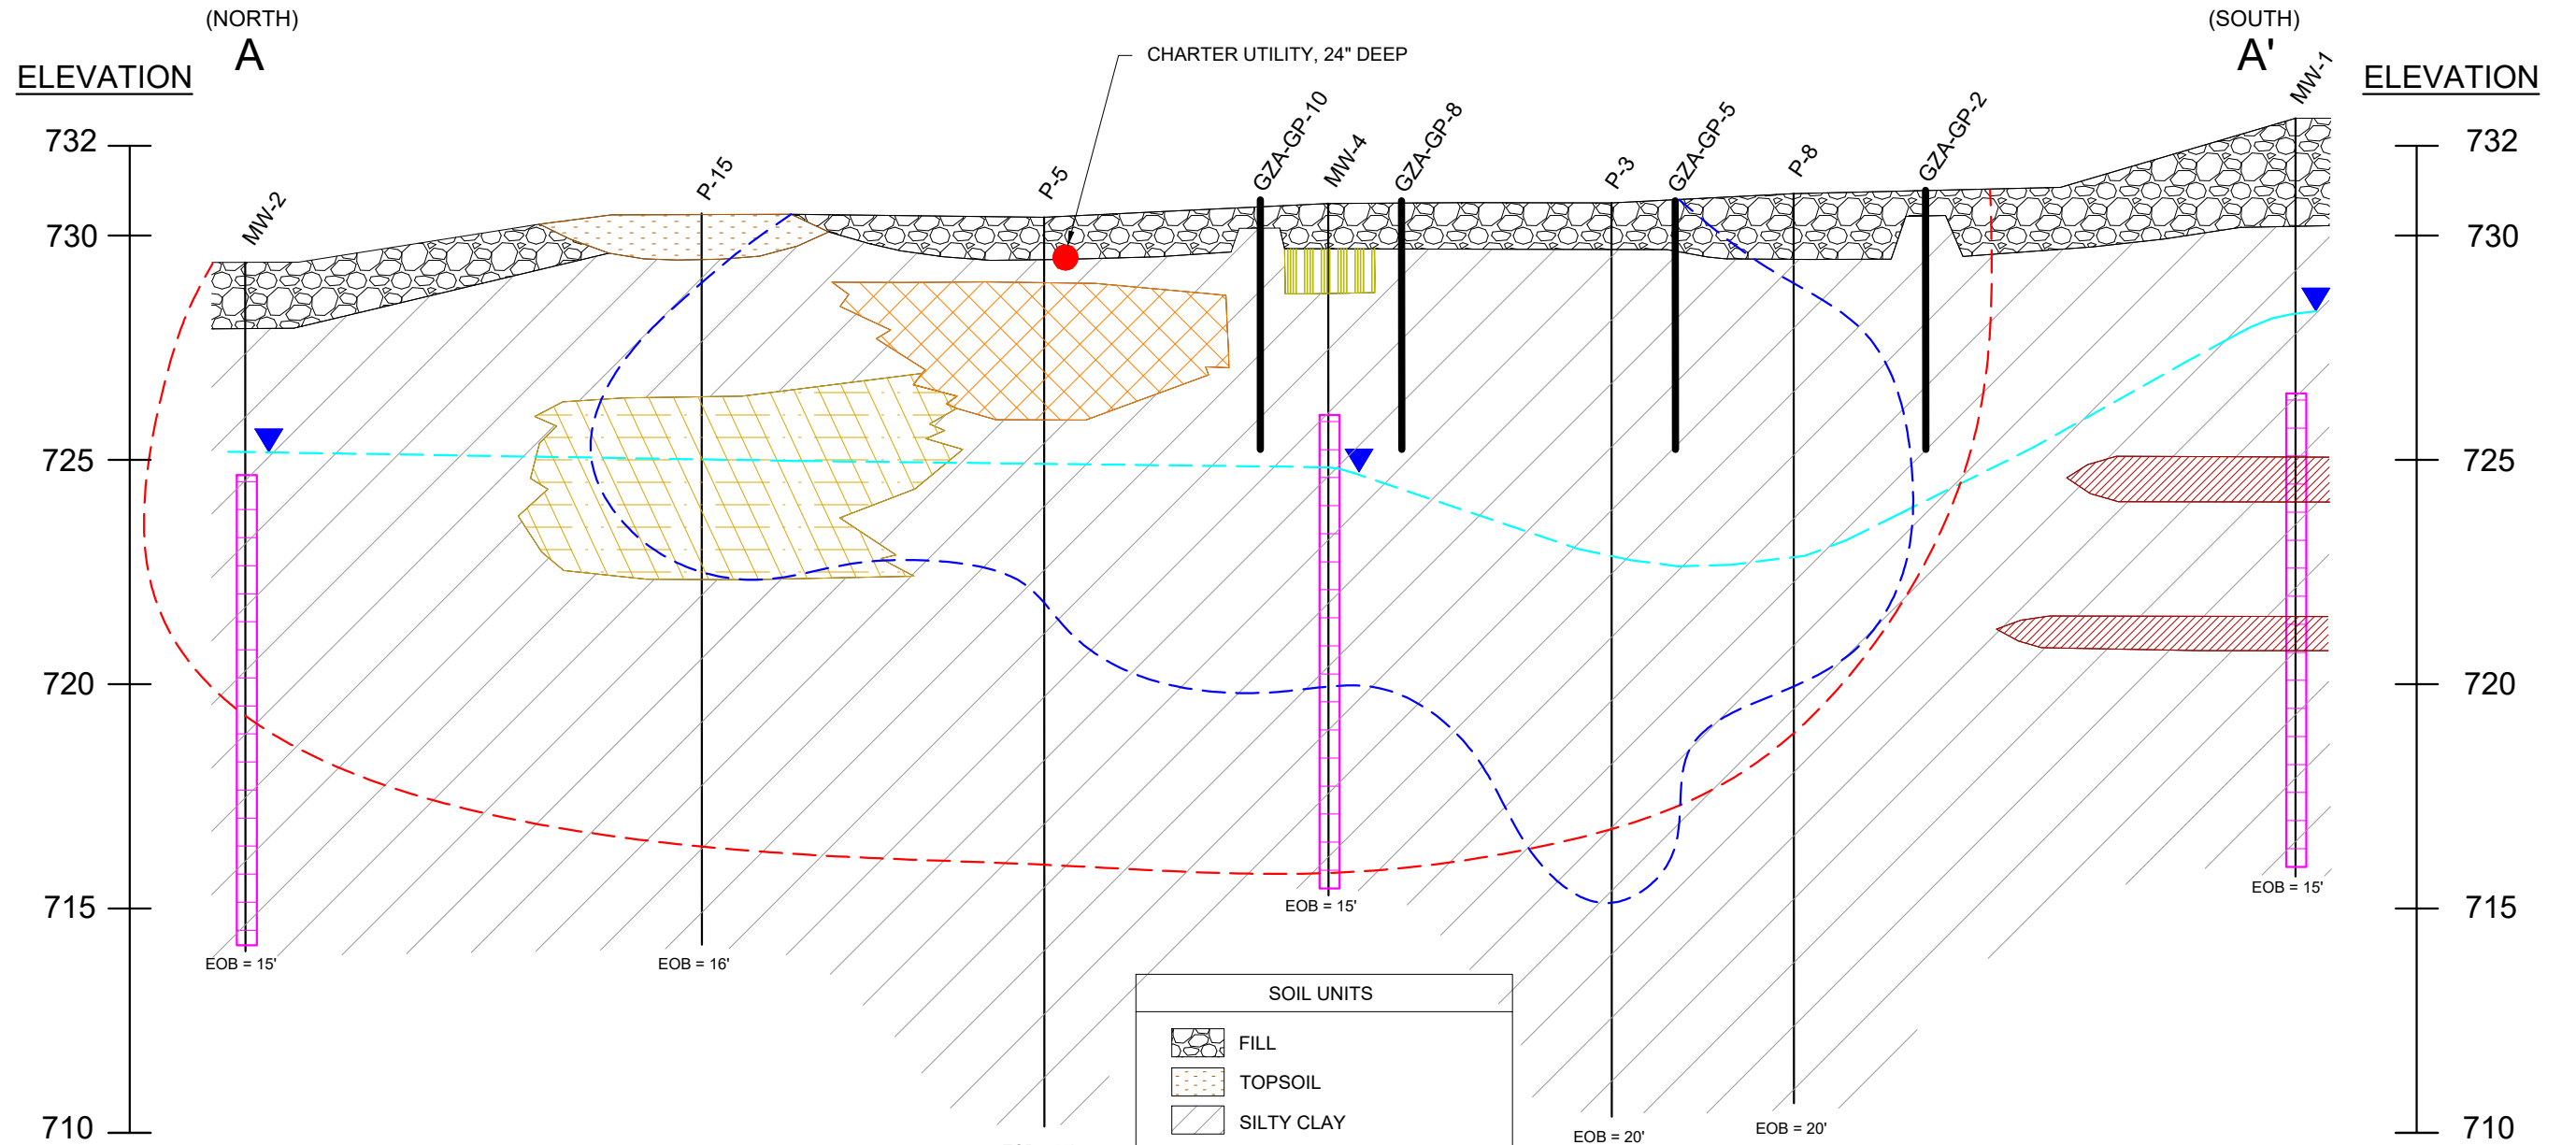 (NORTH)
A
(SOUTH)
A'
ELEVATION
ELEVATION
CHARTER UTILITY, 24" DEEP
MW-2
P-15
P-5
GZA-GP-10
MW-4
GZA-GP-8
P-3
GZA-GP-5
P-8
GZA-GP-2
MW-1
732
732
730
730
725
725
720
720
715
715
710
710
EOB = 15'
EOB = 16'
EOB = 15'
EOB = 20'
EOB = 20'
EOB = 15'
SOIL UNITS
FILL
TOPSOIL
SILTY CLAY